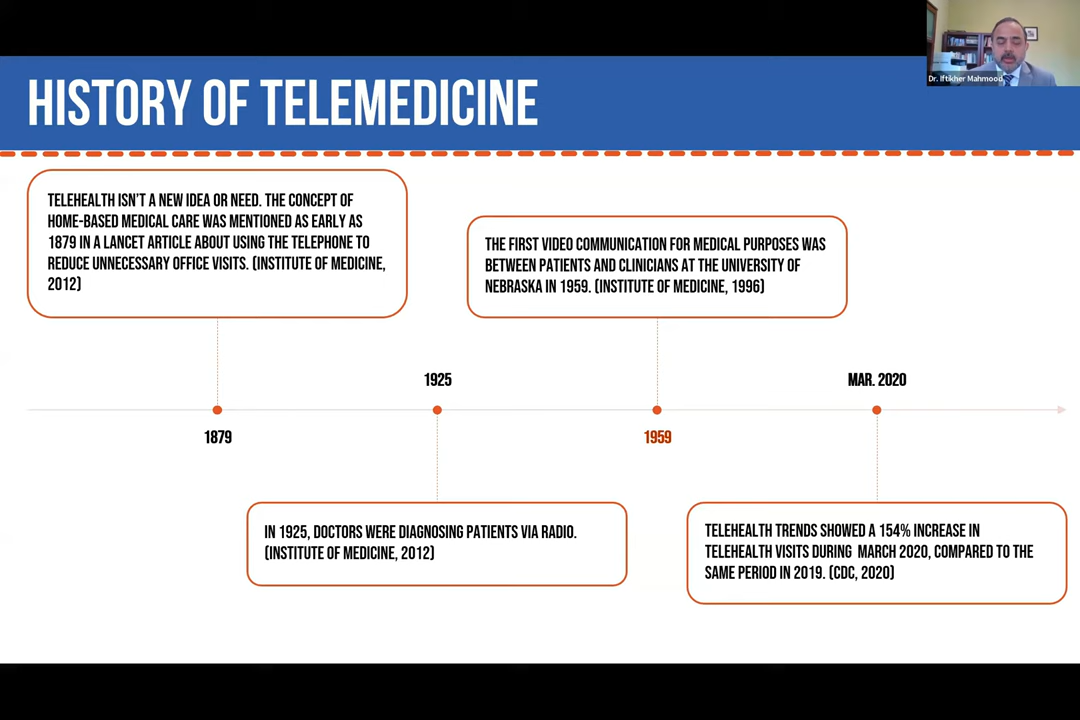 Dr. Iftikher Mahmood
HISTORY OF TELEMEDICINE
TELEHEALTH ISN'T A NEW IDEA OR NEED. THE CONCEPT OF
HOME-BASED MEDICAL CARE WAS MENTIONED AS EARLY AS
1879 IN A LANCET ARTICLE ABOUT USING THE TELEPHONE TO
REDUCE UNNECESSARY OFFICE VISITS. (INSTITUTE OF MEDICINE,
2012)
THE FIRST VIDEO COMMUNICATION FOR MEDICAL PURPOSES WAS
BETWEEN PATIENTS AND CLINICIANS AT THE UNIVERSITY OF
NEBRASKA IN 1959. (INSTITUTE OF MEDICINE, 1996)
1925
MAR. 2020
1879
1959
IN 1925, DOCTORS WERE DIAGNOSING PATIENTS VIA RADIO.
(INSTITUTE OF MEDICINE, 2012)
TELEHEALTH TRENDS SHOWED A 154% INCREASE IN
TELEHEALTH VISITS DURING MARCH 2020, COMPARED TO THE
SAME PERIOD IN 2019. (CDC, 2020)